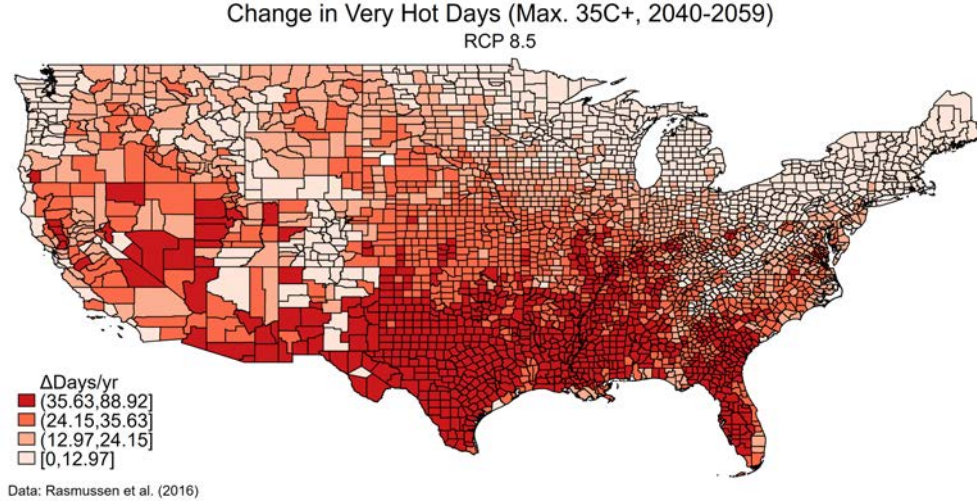 Change in Very Hot Days (Max. 35C+, 2040-2059)
RCP 8.5
ΔDays/yr
(35.63,88.92]
(24.15,35.63]
(12.97,24.15]
[0,12.97]
Data: Rasmussen et al. (2016)